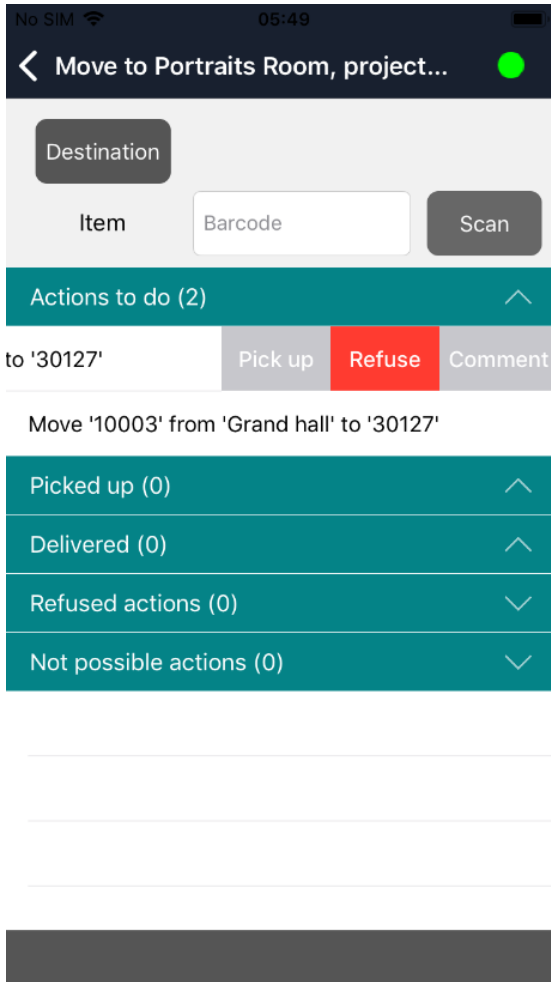 No SIM 05:49
Move to Portraits Room, project...
Destination
Item Barcode Scan
Actions to do (2)
to '30127' Pick up Refuse Comment
Move '10003' from 'Grand hall' to '30127'
Picked up (0)
Delivered (0)
Refused actions (0)
Not possible actions (0)